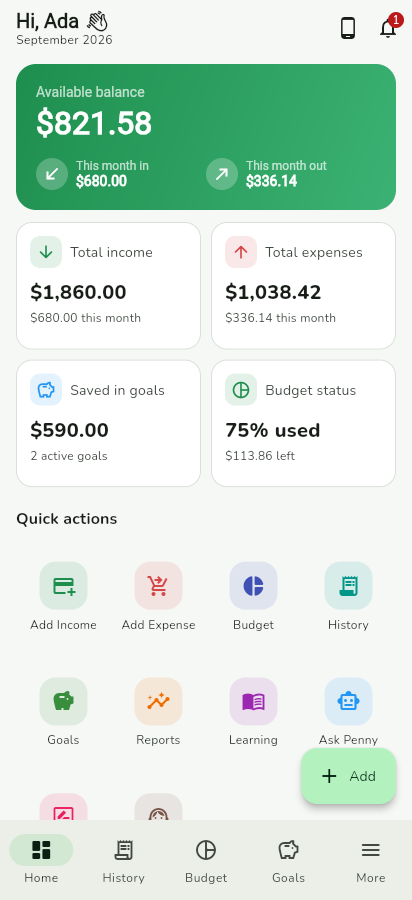 Hi, Ada 👋
September 2026
1
Available balance
$821.58
This month in
$680.00
This month out
$336.14
Total income
$1,860.00
$680.00 this month
Total expenses
$1,038.42
$336.14 this month
Saved in goals
$590.00
2 active goals
Budget status
75% used
$113.86 left
Quick actions
Add Income
Add Expense
Budget
History
Goals
Reports
Learning
Ask Penny
Add
Home
History
Budget
Goals
More